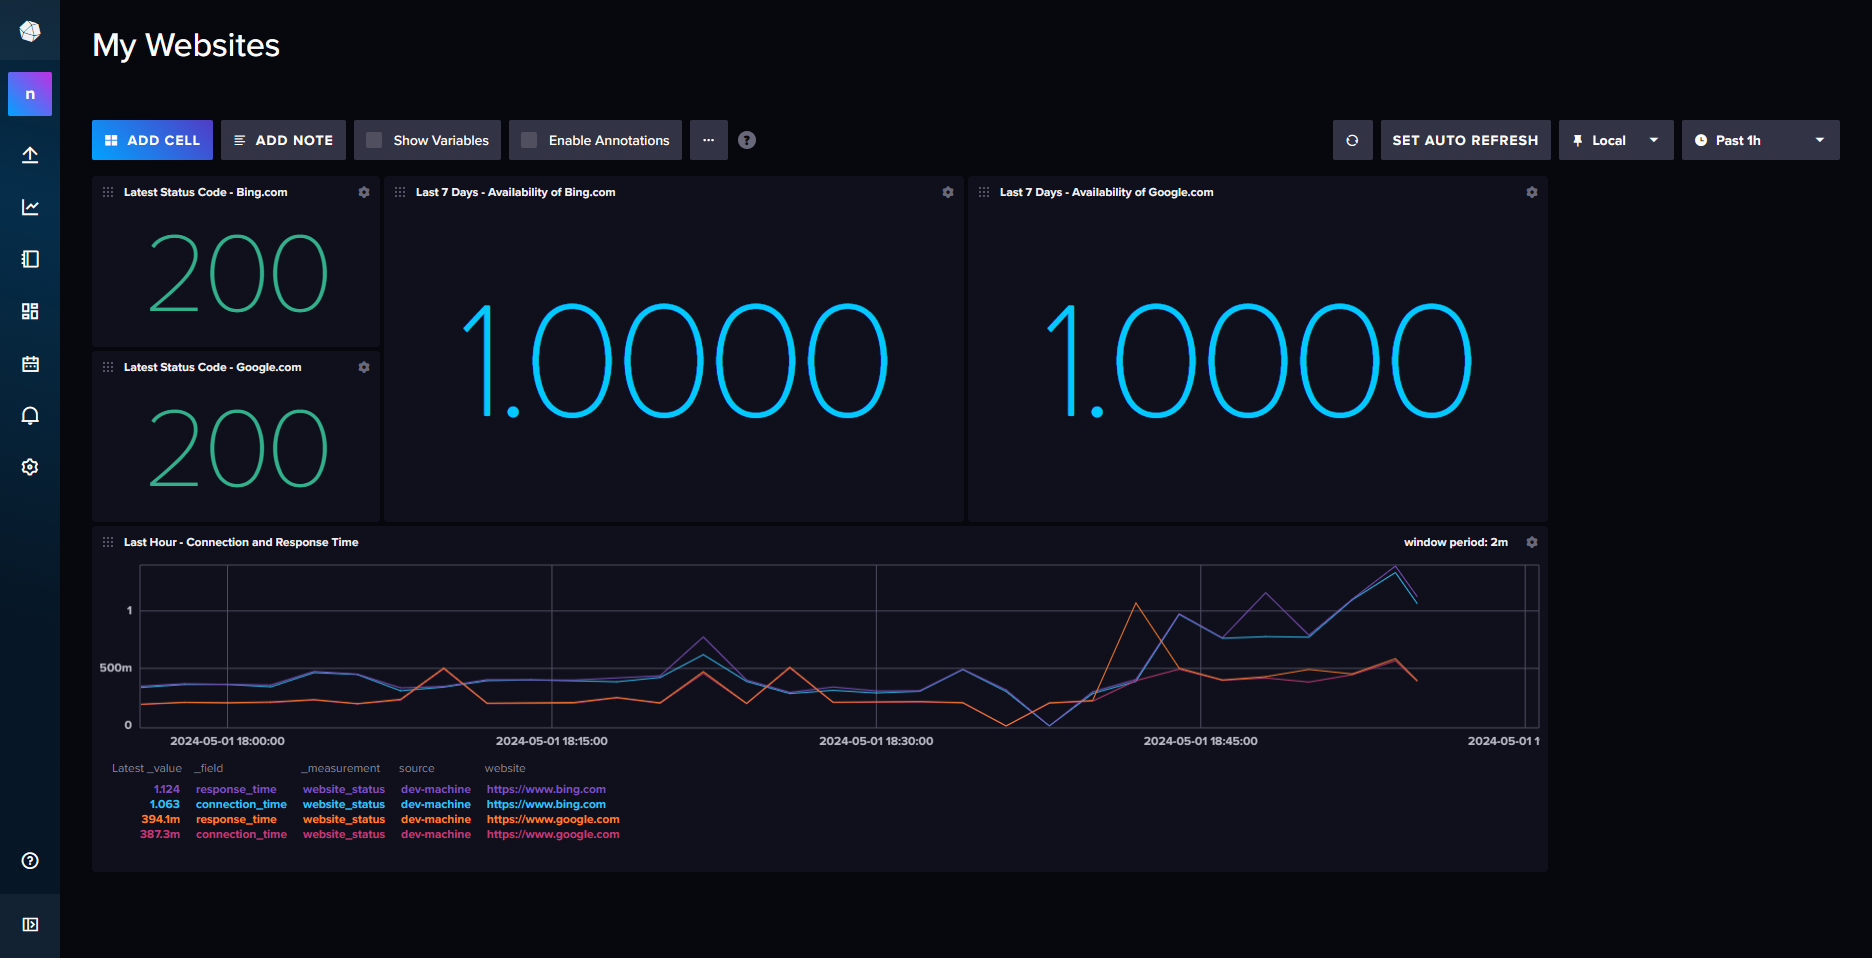 My Websites
n
ADD CELL
ADD NOTE
Show Variables
Enable Annotations
...
?
SET AUTO REFRESH
Local
Past 1h
Latest Status Code - Bing.com
200
Last 7 Days - Availability of Bing.com
1.0000
Last 7 Days - Availability of Google.com
1.0000
Latest Status Code - Google.com
200
Last Hour - Connection and Response Time
window period: 2m
1
500m
0
2024-05-01 18:00:00
2024-05-01 18:15:00
2024-05-01 18:30:00
2024-05-01 18:45:00
2024-05-01 1
Latest _value _field _measurement source website
1.124 response_time website_status dev-machine https://www.bing.com
1.063 connection_time website_status dev-machine https://www.bing.com
394.1m response_time website_status dev-machine https://www.google.com
387.3m connection_time website_status dev-machine https://www.google.com
?